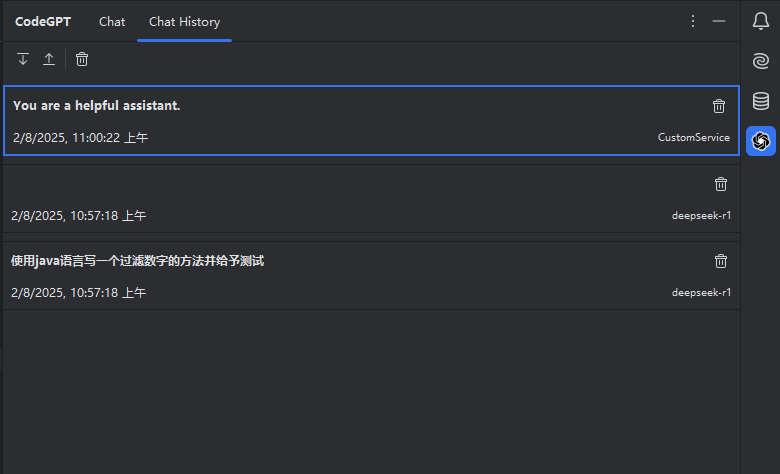 CodeGPT Chat Chat History
You are a helpful assistant.
2/8/2025, 11:00:22 上午 CustomService
2/8/2025, 10:57:18 上午 deepseek-r1
使用java语言写一个过滤数字的方法并给予测试
2/8/2025, 10:57:18 上午 deepseek-r1